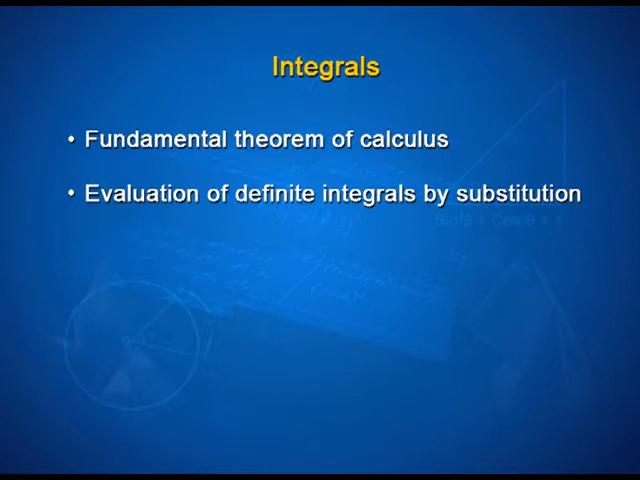 Integrals
• Fundamental theorem of calculus
• Evaluation of definite integrals by substitution